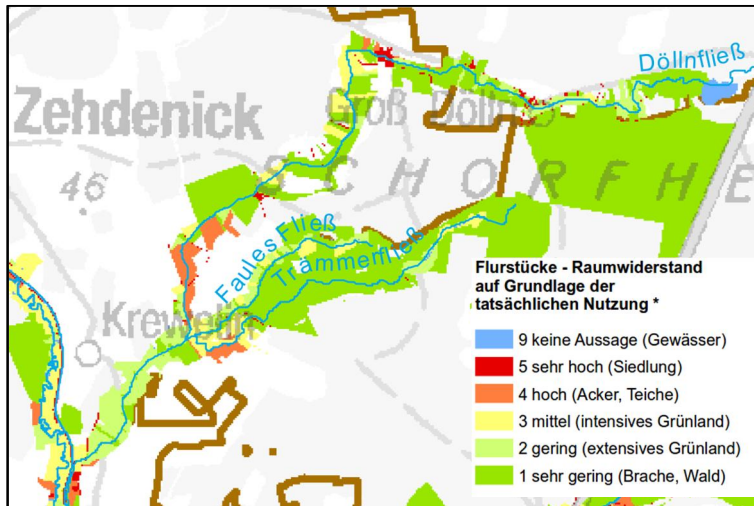 Döllnfließ
Zehdenick
Groß Dölln
46
SCHORFHE
Faules Fließ
Trämmerfließ
Krewelin
Flurstücke - Raumwiderstand
auf Grundlage der
tatsächlichen Nutzung *
9 keine Aussage (Gewässer)
5 sehr hoch (Siedlung)
4 hoch (Acker, Teiche)
3 mittel (intensives Grünland)
2 gering (extensives Grünland)
1 sehr gering (Brache, Wald)